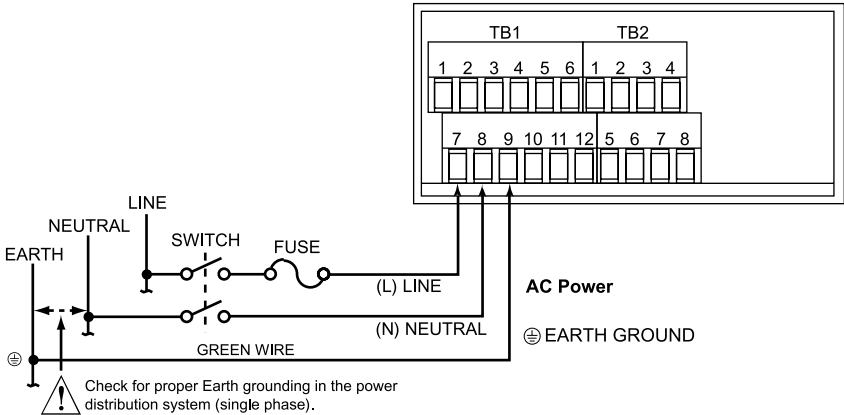 TB1 TB2
1 2 3 4 5 6 1 2 3 4
7 8 9 10 11 12 5 6 7 8
LINE
NEUTRAL
EARTH
SWITCH
FUSE
(L) LINE
AC Power
(N) NEUTRAL
EARTH GROUND
GREEN WIRE
! Check for proper Earth grounding in the power
distribution system (single phase).